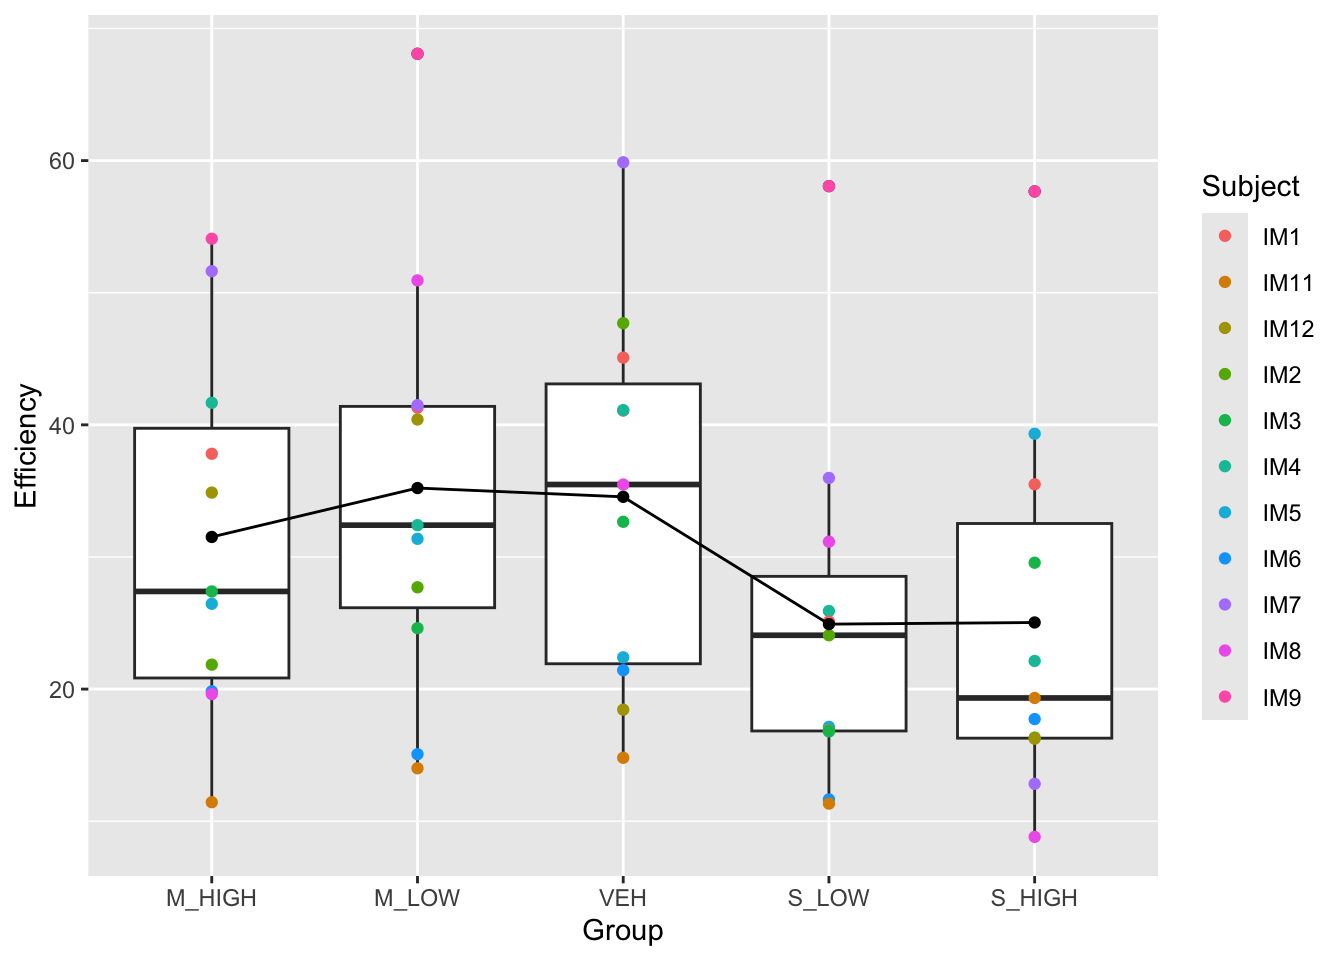 Efficiency
60
40
20
M_HIGH M_LOW VEH S_LOW S_HIGH
Group
Subject
IM1
IM11
IM12
IM2
IM3
IM4
IM5
IM6
IM7
IM8
IM9